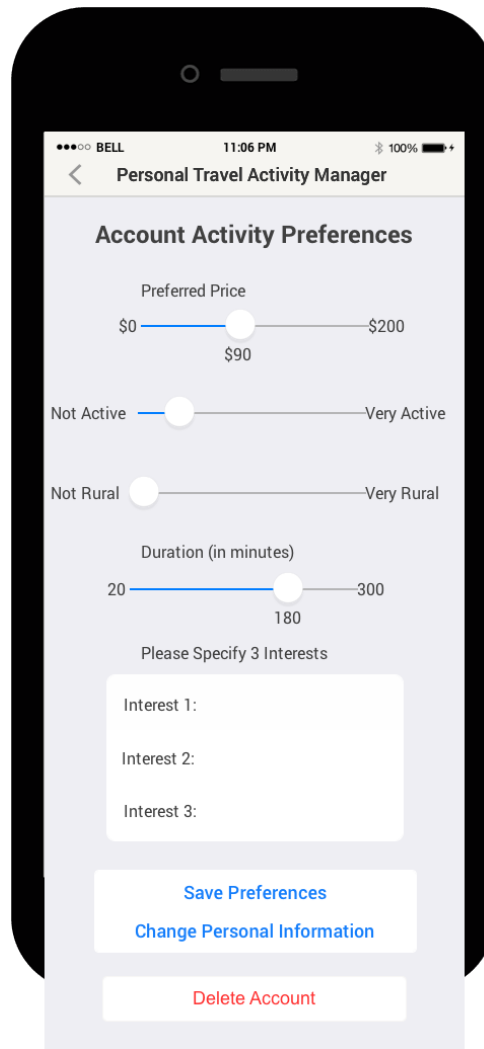 BELL 11:06 PM 100%
Personal Travel Activity Manager
Account Activity Preferences
Preferred Price
$0 $200
$90
Not Active Very Active
Not Rural Very Rural
Duration (in minutes)
20 300
180
Please Specify 3 Interests
Interest 1:
Interest 2:
Interest 3:
Save Preferences
Change Personal Information
Delete Account